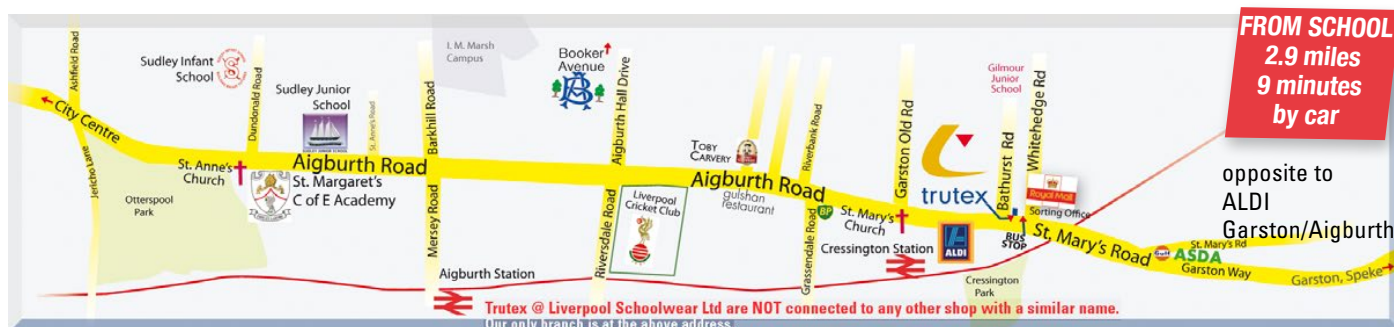 FROM SCHOOL
2.9 miles
9 minutes
by car
opposite to
ALDI
Garston/Aigburth
City Centre
Ashfield Road
Jericho Lane
Otterspool
Park
Sudley Infant
School
Dundonald Road
Sudley Junior
School
SUDLEY JUNIOR SCHOOL
St. Anne's Road
St. Anne's
Church
Aigburth Road
St. Margaret's
C of E Academy
Barkhill Road
Mersey Road
I. M. Marsh
Campus
Aigburth Station
Booker
Avenue
Aigburth Hall Drive
Riversdale Road
Liverpool
Cricket Club
TOBY
CARVERY
Aigburth Road
gulshan
restaurant
Riverbank Road
Grassendale Road
BP
St. Mary's
Church
Garston Old Rd
Cressington Station
trutex
ALDI
Gilmour
Junior
School
Bathurst Rd
Whitehedge Rd
Royal Mail
Sorting Office
BUS
STOP
St. Mary's Road
Cressington
Park
Gulf
ASDA
St. Mary's Rd
Garston Way
Garston, Speke
Trutex @ Liverpool Schoolwear Ltd are NOT connected to any other shop with a similar name.
Our only branch is at the above address